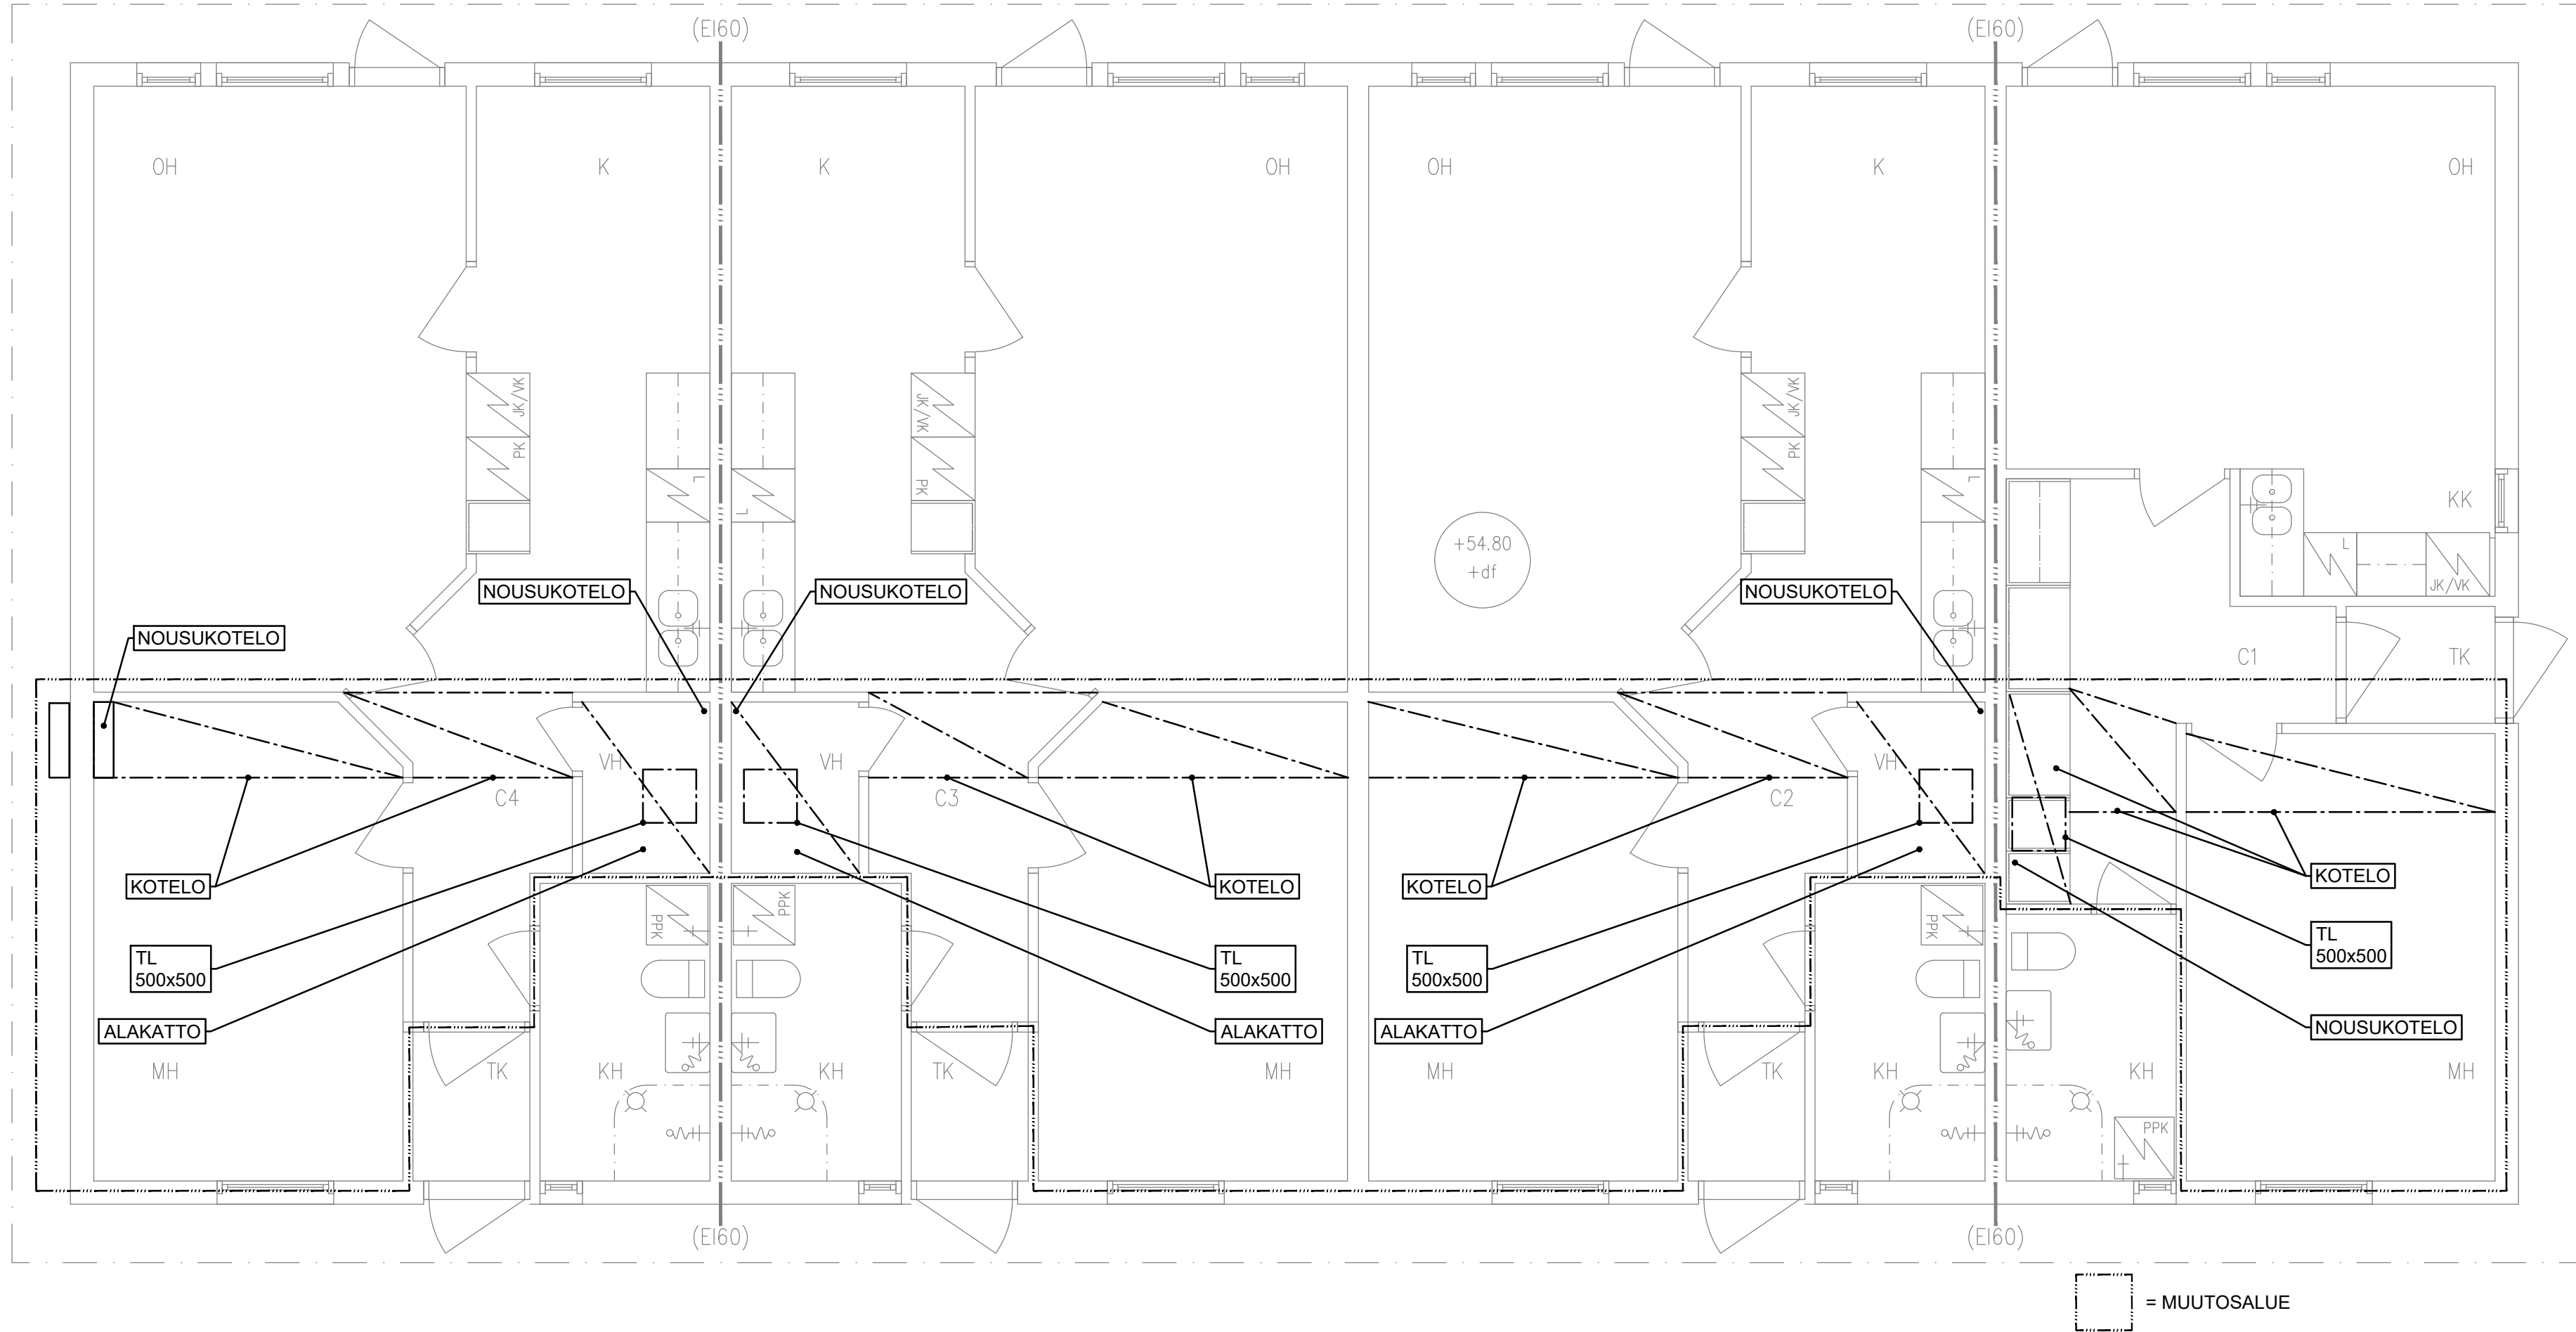 (EI60)
(EI60)
OH
K
K
OH
OH
K
OH
JK/VK
PK
L
L
JK/VK
PK
JK/VK
PK
L
KK
L
JK/VK
+54.80
+df
NOUSUKOTELO
NOUSUKOTELO
NOUSUKOTELO
NOUSUKOTELO
C1
TK
VH
VH
VH
C4
C3
C2
KOTELO
KOTELO
KOTELO
KOTELO
PPK
PPK
PPK
TL
500x500
TL
500x500
TL
500x500
TL
500x500
ALAKATTO
ALAKATTO
ALAKATTO
NOUSUKOTELO
MH
TK
KH
KH
TK
MH
MH
TK
KH
KH
MH
PPK
(EI60)
(EI60)
= MUUTOSALUE